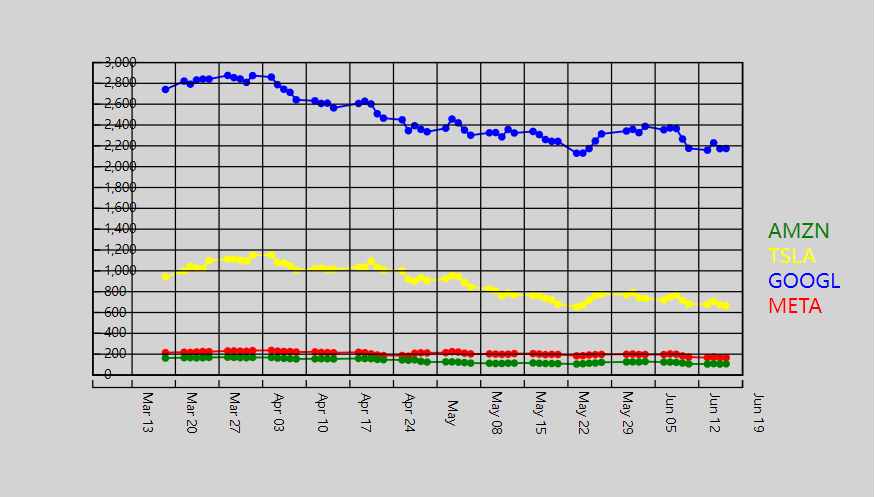 3,000
2,800
2,600
2,400
2,200
2,000
1,800
1,600
1,400
1,200
1,000
800
600
400
200
0
AMZN
TSLA
GOOGL
META
Mar 13
Mar 20
Mar 27
Apr 03
Apr 10
Apr 17
Apr 24
May
May 08
May 15
May 22
May 29
Jun 05
Jun 12
Jun 19